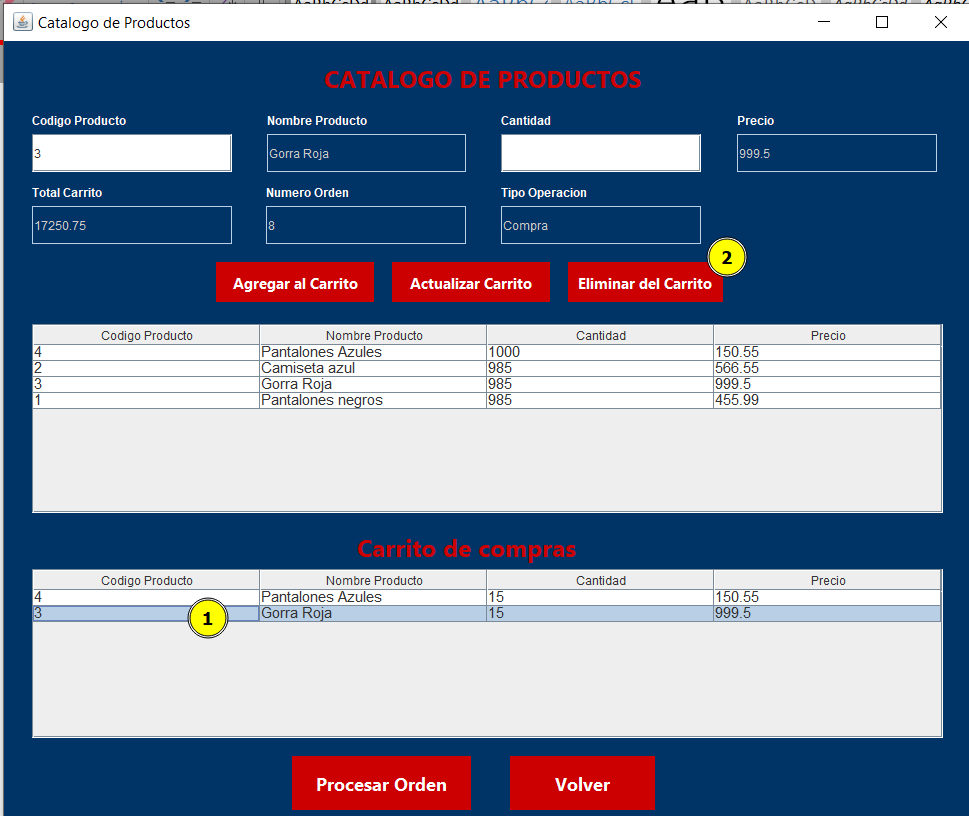 Catalogo de Productos
CATALOGO DE PRODUCTOS
Codigo Producto Nombre Producto Cantidad Precio
3 Gorra Roja 999.5
Total Carrito Numero Orden Tipo Operacion
17250.75 8 Compra
2
Agregar al Carrito Actualizar Carrito Eliminar del Carrito
Codigo Producto Nombre Producto Cantidad Precio
4 Pantalones Azules 1000 150.55
2 Camiseta azul 985 566.55
3 Gorra Roja 985 999.5
1 Pantalones negros 985 455.99
Carrito de compras
Codigo Producto Nombre Producto Cantidad Precio
4 Pantalones Azules 15 150.55
3 Gorra Roja 15 999.5
1
Procesar Orden Volver